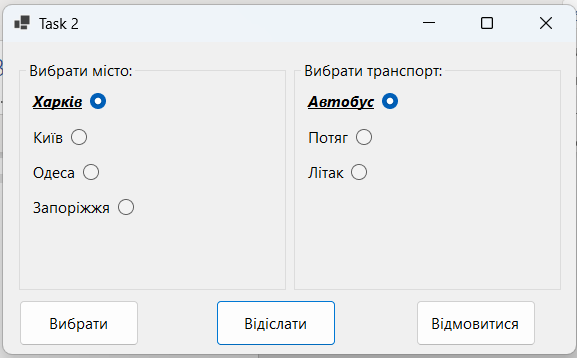 Task 2
Вибрати місто:
Харків
Київ
Одеса
Запоріжжя
Вибрати транспорт:
Автобус
Потяг
Літак
Вибрати
Відіслати
Відмовитися